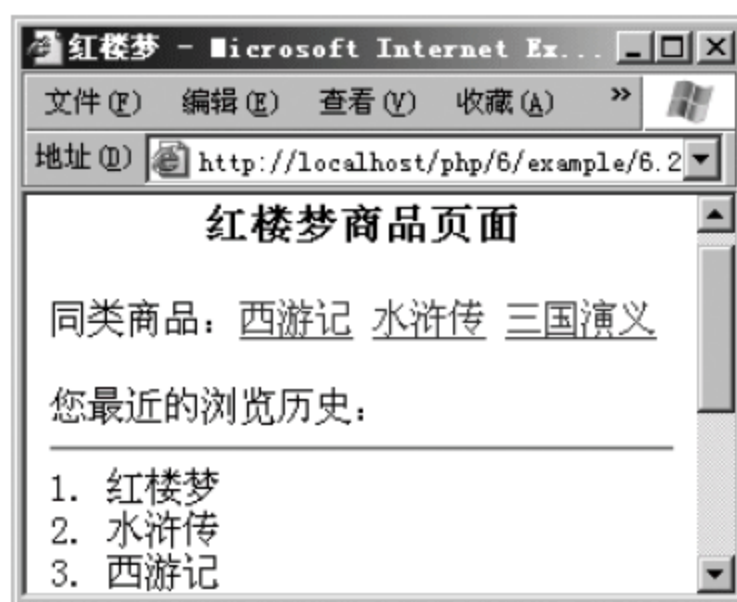 红楼梦 - Microsoft Internet Ex...
文件(F) 编辑(E) 查看(V) 收藏(A) »
地址(D) http://localhost/php/6/example/6.2
红楼梦商品页面
同类商品：西游记 水浒传 三国演义
您最近的浏览历史：
1. 红楼梦
2. 水浒传
3. 西游记